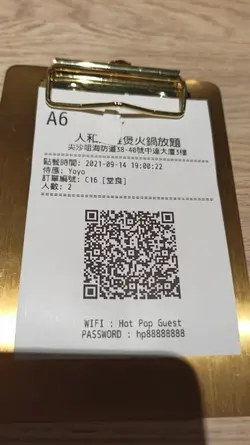 A6
人和 煲火鍋放題
尖沙咀海防道38-40號中達大廈3樓
點餐時間: 2021-09-14 19:00:22
侍應: Yoyo
訂單編號: C16 [堂食]
人數: 2
WIFI : Hot Pop Guest
PASSWORD : hp88888888